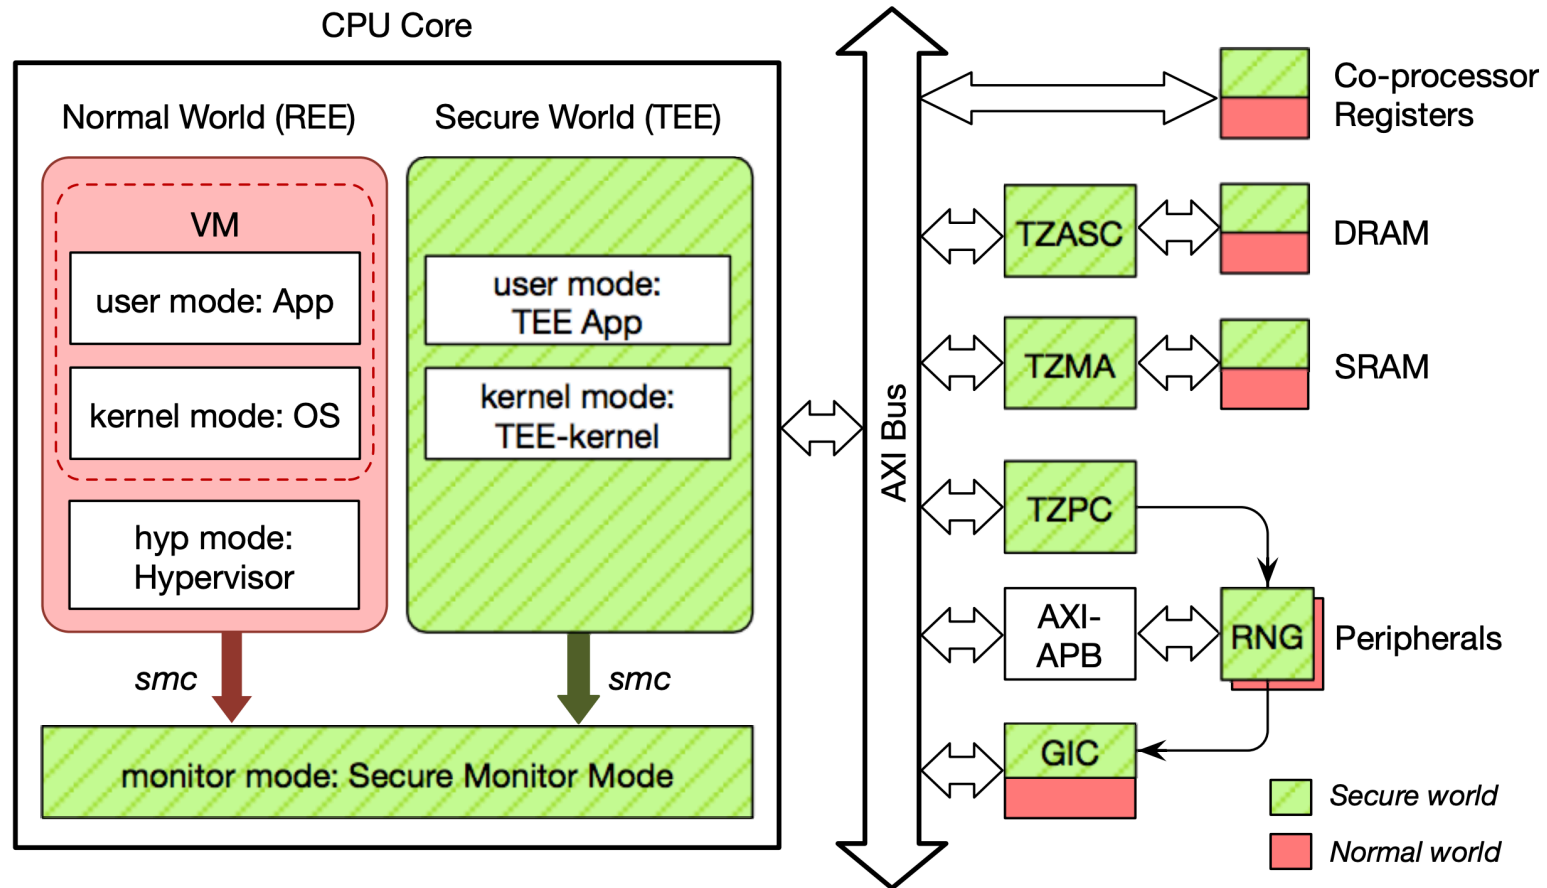 CPU Core
Normal World (REE)
Secure World (TEE)
VM
user mode: App
kernel mode: OS
hyp mode:
Hypervisor
user mode:
TEE App
kernel mode:
TEE-kernel
smc
smc
monitor mode: Secure Monitor Mode
AXI Bus
Co-processor
Registers
TZASC
DRAM
TZMA
SRAM
TZPC
AXI-
APB
RNG
Peripherals
GIC
Secure world
Normal world